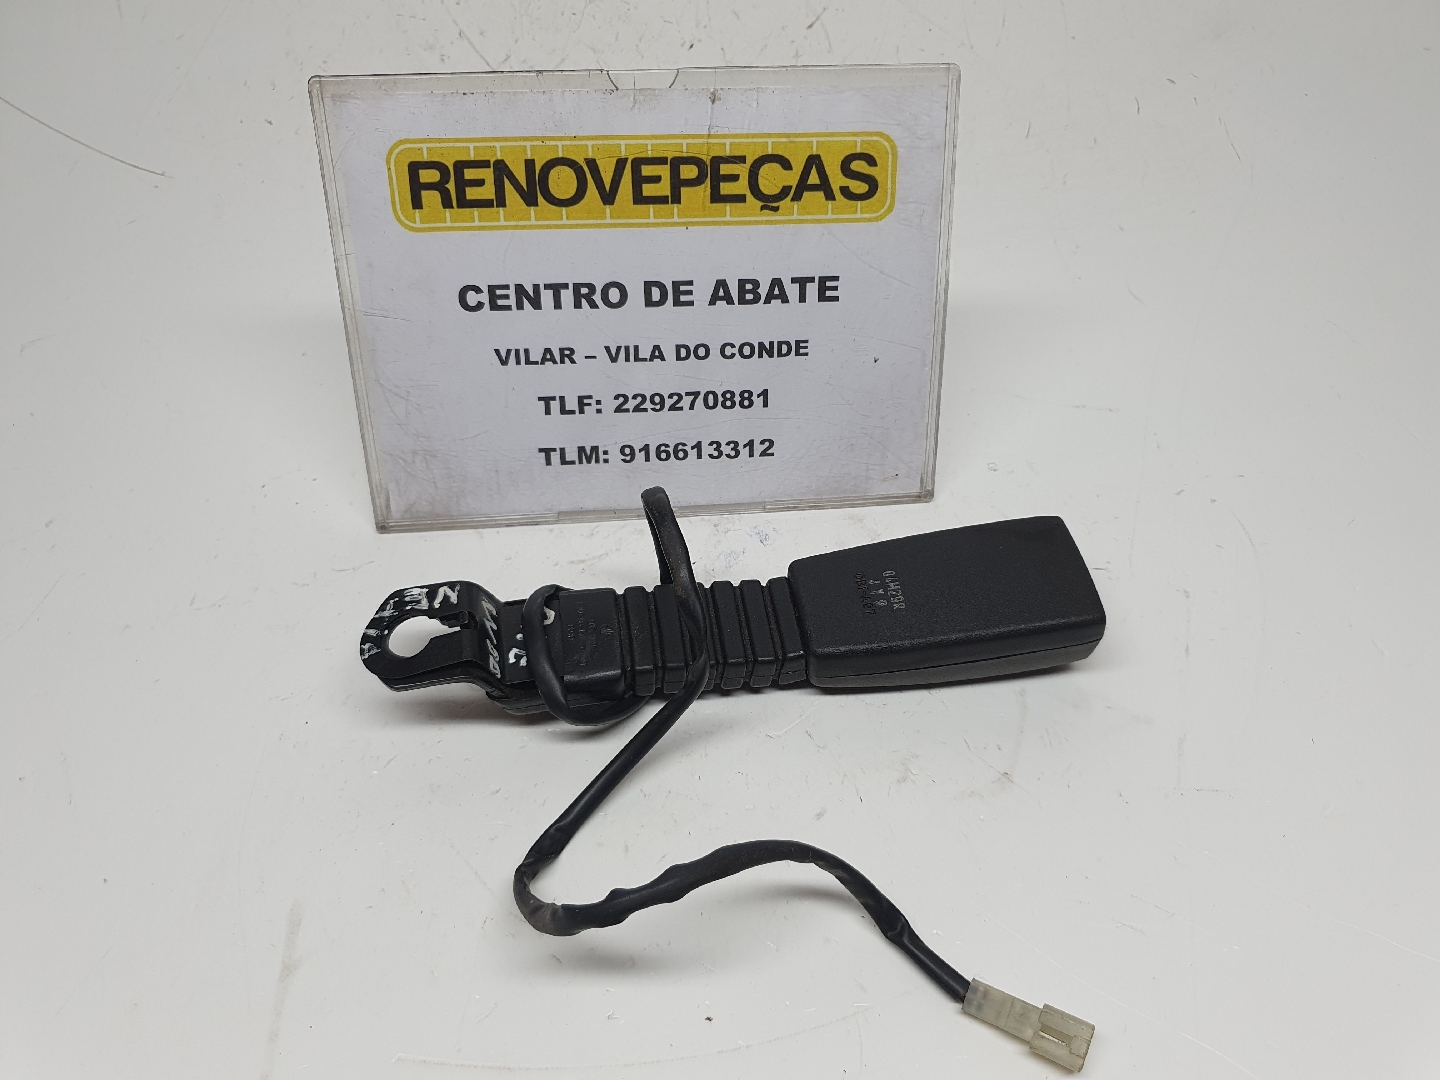 RENOVEPEÇAS
CENTRO DE ABATE
VILAR – VILA DO CONDE
TLF: 229270881
TLM: 916613312